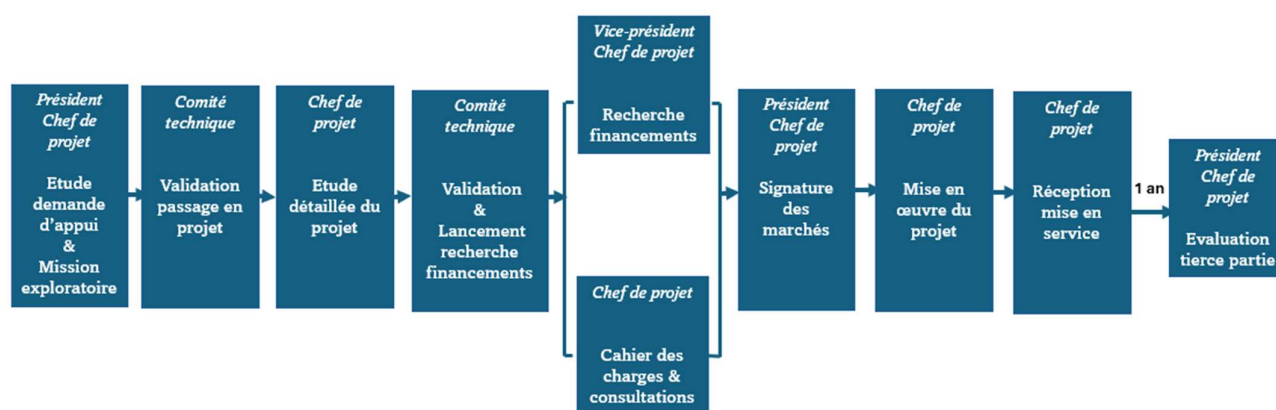 Président
Chef de
projet
Etude
demande
d'appui
&
Mission
exploratoire
Comité
technique
Validation
passage en
projet
Chef de
projet
Etude
détaillée du
projet
Comité
technique
Validation
&
Lancement
recherche
financements
Vice-président
Chef de projet
Recherche
financements
Chef de projet
Cahier des
charges &
consultations
Président
Chef de
projet
Signature
des
marchés
Chef de
projet
Mise en
œuvre du
projet
Chef de
projet
Réception
mise en
service
1 an
Président
Chef de
projet
Evaluation
tierce partie